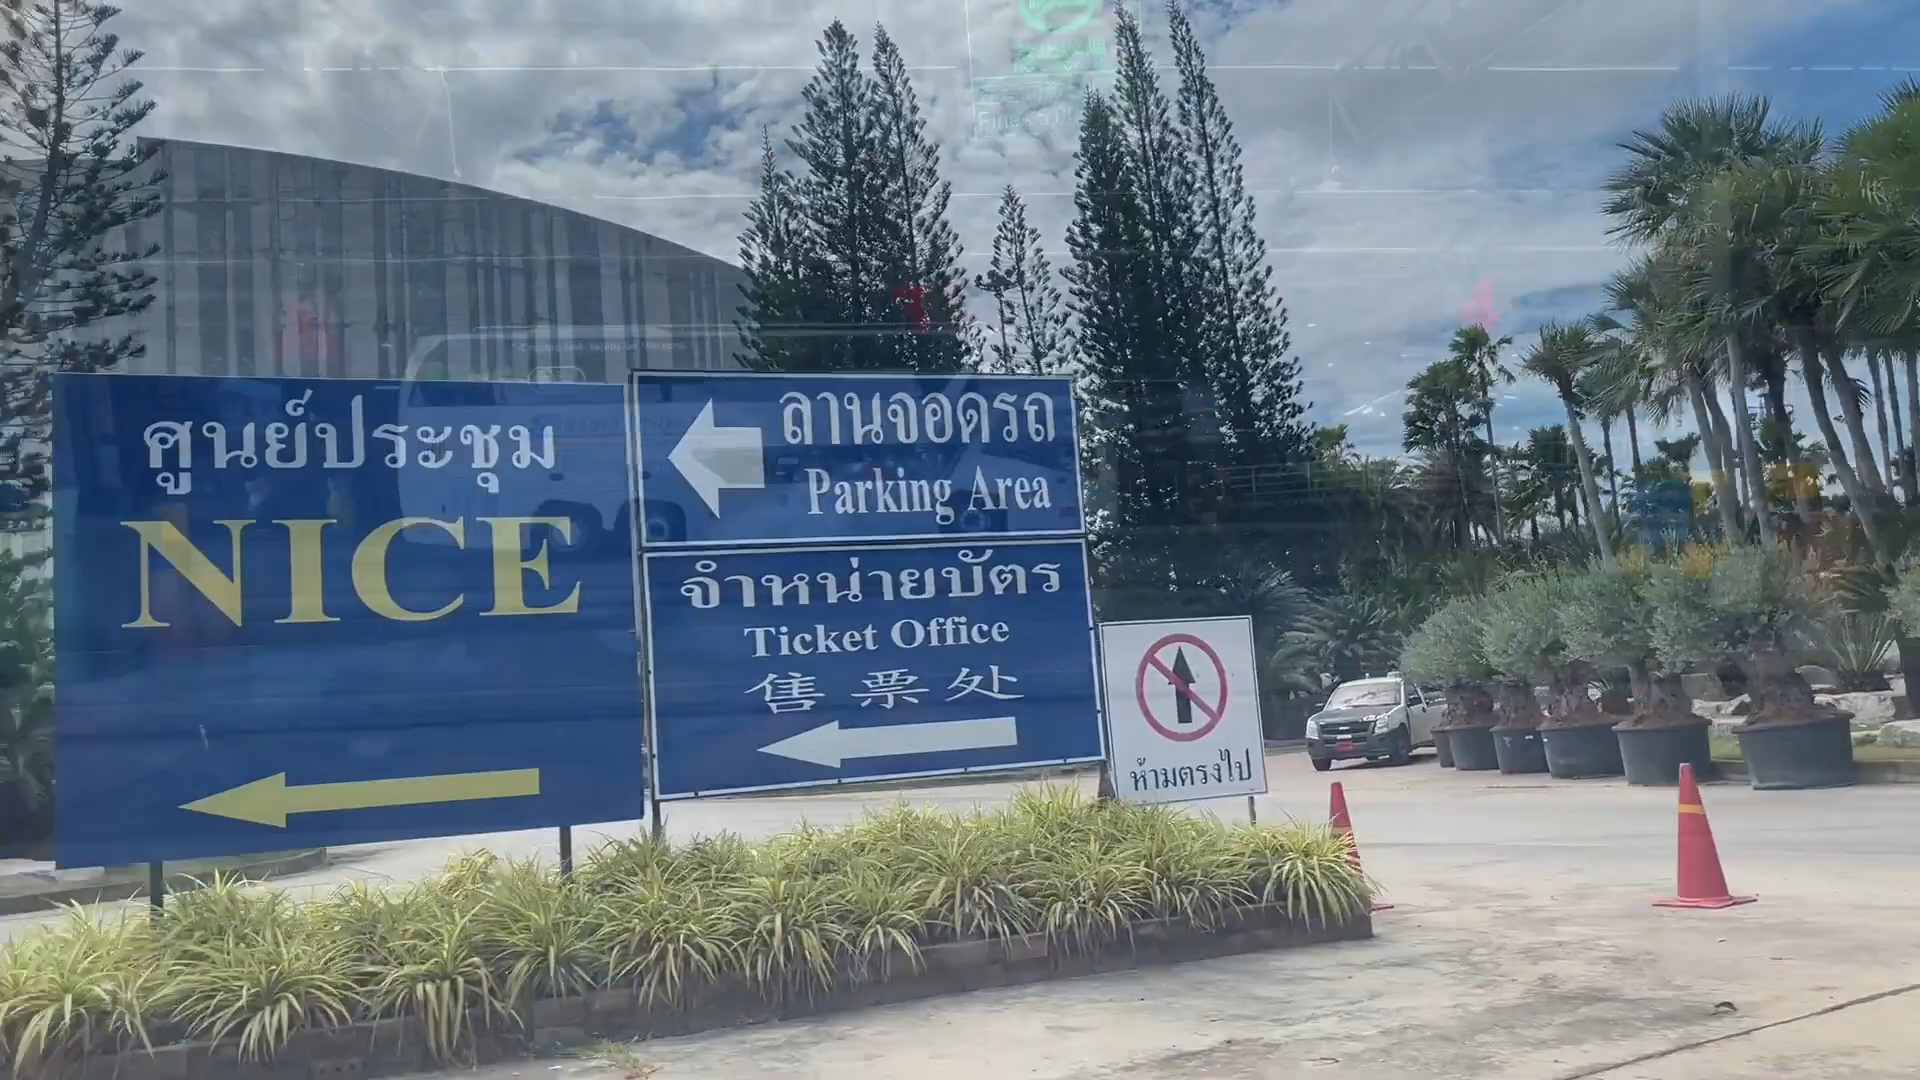 ศูนย์ประชุม
NICE
ลานจอดรถ
Parking Area
จำหน่ายบัตร
Ticket Office
售票处
ห้ามตรงไป